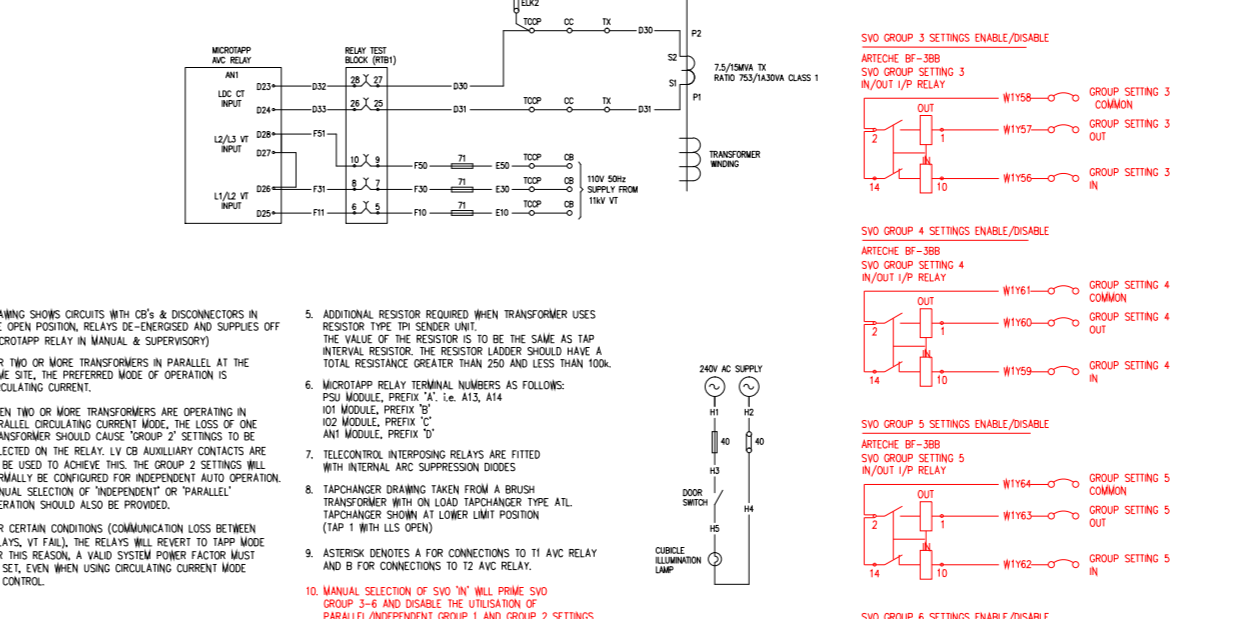 ELK2
TCCP CC TX D30 P2
MICROTAPP
AVC RELAY
RELAY TEST
BLOCK (RTB1)
S2
7.5/15MVA TX
RATIO 753/1A30VA CLASS 1
AN1
D23 D32 28 27 D30
S1
LDC CT
INPUT
TCCP CC TX
P1
D24 D33 26 25 D31 D31
D28 F51
L2/L3 VT
INPUT
D27
10 9 F50 71 E50 TCCP CB
TRANSFORMER
WINDING
D26 F31 8 7 F30 71 E30 TCCP CB
110V 50Hz
SUPPLY FROM
11kV VT
L1/L2 VT
INPUT
D25 F11 6 5 F10 71 E10 TCCP CB
SVO GROUP 3 SETTINGS ENABLE/DISABLE
ARTECHE BF-3BB
SVO GROUP SETTING 3
IN/OUT I/P RELAY
W1Y58 GROUP SETTING 3
COMMON
OUT
2 1 W1Y57 GROUP SETTING 3
OUT
IN
14 10 W1Y56 GROUP SETTING 3
IN
SVO GROUP 4 SETTINGS ENABLE/DISABLE
ARTECHE BF-3BB
SVO GROUP SETTING 4
IN/OUT I/P RELAY
W1Y61 GROUP SETTING 4
COMMON
OUT
2 1 W1Y60 GROUP SETTING 4
OUT
IN
14 10 W1Y59 GROUP SETTING 4
IN
SVO GROUP 5 SETTINGS ENABLE/DISABLE
ARTECHE BF-3BB
SVO GROUP SETTING 5
IN/OUT I/P RELAY
W1Y64 GROUP SETTING 5
COMMON
OUT
2 1 W1Y63 GROUP SETTING 5
OUT
IN
14 10 W1Y62 GROUP SETTING 5
IN
SVO GROUP 6 SETTINGS ENABLE/DISABLE
AWING SHOWS CIRCUITS WITH CB's & DISCONNECTORS IN
E OPEN POSITION, RELAYS DE-ENERGISED AND SUPPLIES OFF
CROTAPP RELAY IN MANUAL & SUPERVISORY)
R TWO OR MORE TRANSFORMERS IN PARALLEL AT THE
ME SITE, THE PREFERRED MODE OF OPERATION IS
RCULATING CURRENT.
EN TWO OR MORE TRANSFORMERS ARE OPERATING IN
RALLEL CIRCULATING CURRENT MODE, THE LOSS OF ONE
ANSFORMER SHOULD CAUSE 'GROUP 2' SETTINGS TO BE
LECTED ON THE RELAY. LV CB AUXILLIARY CONTACTS ARE
BE USED TO ACHIEVE THIS. THE GROUP 2 SETTINGS WILL
RMALLY BE CONFIGURED FOR INDEPENDENT AUTO OPERATION.
NUAL SELECTION OF 'INDEPENDENT' OR 'PARALLEL'
ERATION SHOULD ALSO BE PROVIDED.
R CERTAIN CONDITIONS (COMMUNICATION LOSS BETWEEN
LAYS, VT FAIL), THE RELAYS WILL REVERT TO TAPP MODE
R THIS REASON, A VALID SYSTEM POWER FACTOR MUST
SET, EVEN WHEN USING CIRCULATING CURRENT MODE
CONTROL.
5. ADDITIONAL RESISTOR REQUIRED WHEN TRANSFORMER USES
RESISTOR TYPE TPI SENDER UNIT.
THE VALUE OF THE RESISTOR IS TO BE THE SAME AS TAP
INTERVAL RESISTOR. THE RESISTOR LADDER SHOULD HAVE A
TOTAL RESISTANCE GREATER THAN 250 AND LESS THAN 100k.
6. MICROTAPP RELAY TERMINAL NUMBERS AS FOLLOWS:
PSU MODULE, PREFIX 'A'. i.e. A13, A14
IO1 MODULE, PREFIX 'B'
IO2 MODULE, PREFIX 'C'
AN1 MODULE, PREFIX 'D'
7. TELECONTROL INTERPOSING RELAYS ARE FITTED
WITH INTERNAL ARC SUPPRESSION DIODES
8. TAPCHANGER DRAWING TAKEN FROM A BRUSH
TRANSFORMER WITH ON LOAD TAPCHANGER TYPE ATL.
TAPCHANGER SHOWN AT LOWER LIMIT POSITION
(TAP 1 WITH LLS OPEN)
9. ASTERISK DENOTES A FOR CONNECTIONS TO T1 AVC RELAY
AND B FOR CONNECTIONS TO T2 AVC RELAY.
10. MANUAL SELECTION OF SVO 'IN' WILL PRIME SVO
GROUP 3-6 AND DISABLE THE UTILISATION OF
PARALLEL/INDEPENDENT GROUP 1 AND GROUP 2 SETTINGS
240V AC SUPPLY
H1 H2
40 40
H3
DOOR
SWITCH
H4
H5
CUBICLE
ILLUMINATION
LAMP